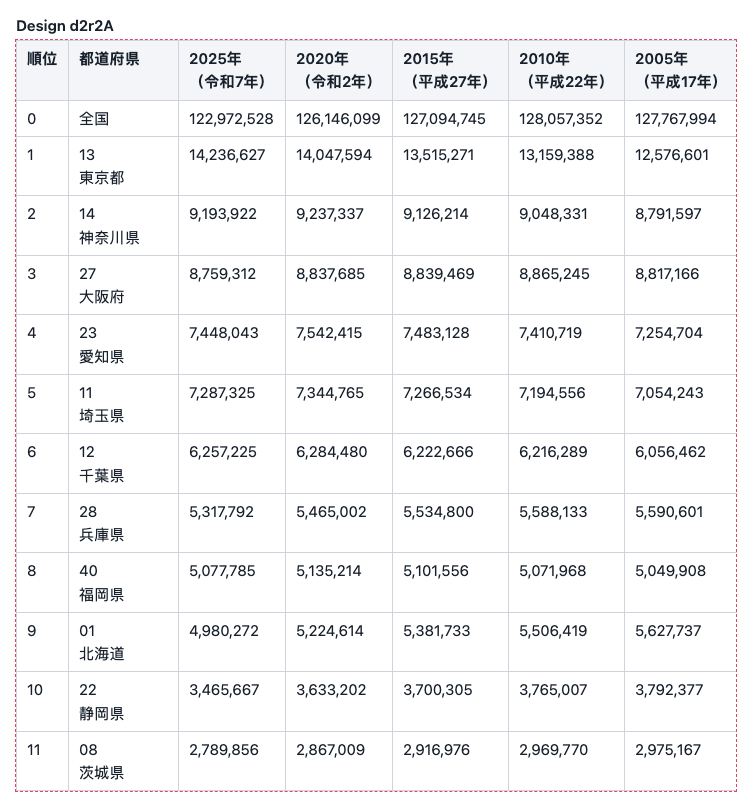 Design d2r2A
順位 都道府県 2025年 2020年 2015年 2010年 2005年
（令和7年） （令和2年） （平成27年） （平成22年） （平成17年）
0 全国 122,972,528 126,146,099 127,094,745 128,057,352 127,767,994
1 13 14,236,627 14,047,594 13,515,271 13,159,388 12,576,601
東京都
2 14 9,193,922 9,237,337 9,126,214 9,048,331 8,791,597
神奈川県
3 27 8,759,312 8,837,685 8,839,469 8,865,245 8,817,166
大阪府
4 23 7,448,043 7,542,415 7,483,128 7,410,719 7,254,704
愛知県
5 11 7,287,325 7,344,765 7,266,534 7,194,556 7,054,243
埼玉県
6 12 6,257,225 6,284,480 6,222,666 6,216,289 6,056,462
千葉県
7 28 5,317,792 5,465,002 5,534,800 5,588,133 5,590,601
兵庫県
8 40 5,077,785 5,135,214 5,101,556 5,071,968 5,049,908
福岡県
9 01 4,980,272 5,224,614 5,381,733 5,506,419 5,627,737
北海道
10 22 3,465,667 3,633,202 3,700,305 3,765,007 3,792,377
静岡県
11 08 2,789,856 2,867,009 2,916,976 2,969,770 2,975,167
茨城県